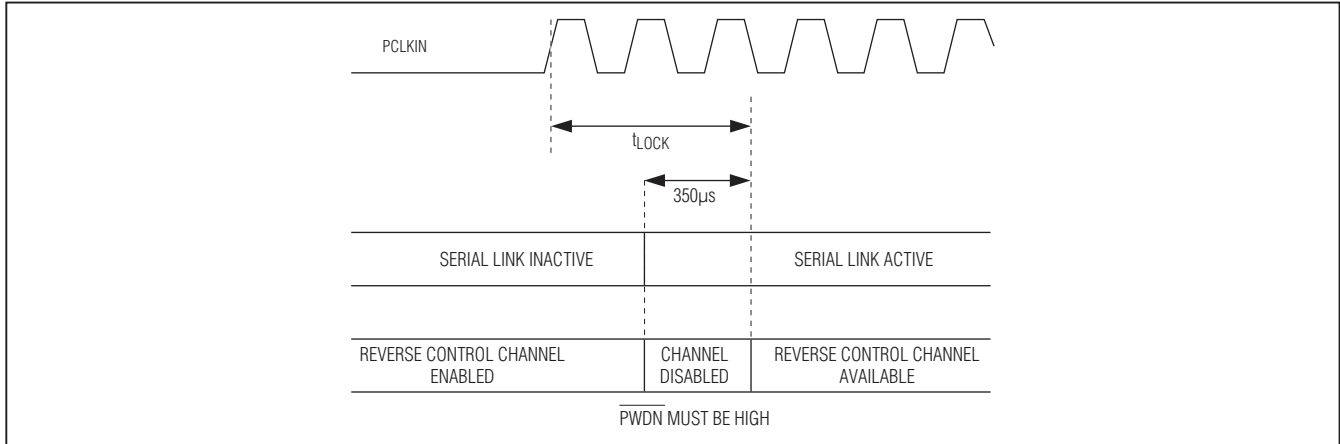 PCLKIN
tLOCK
350µs
SERIAL LINK INACTIVE
SERIAL LINK ACTIVE
REVERSE CONTROL CHANNEL
ENABLED
CHANNEL
DISABLED
REVERSE CONTROL CHANNEL
AVAILABLE
PWDN MUST BE HIGH